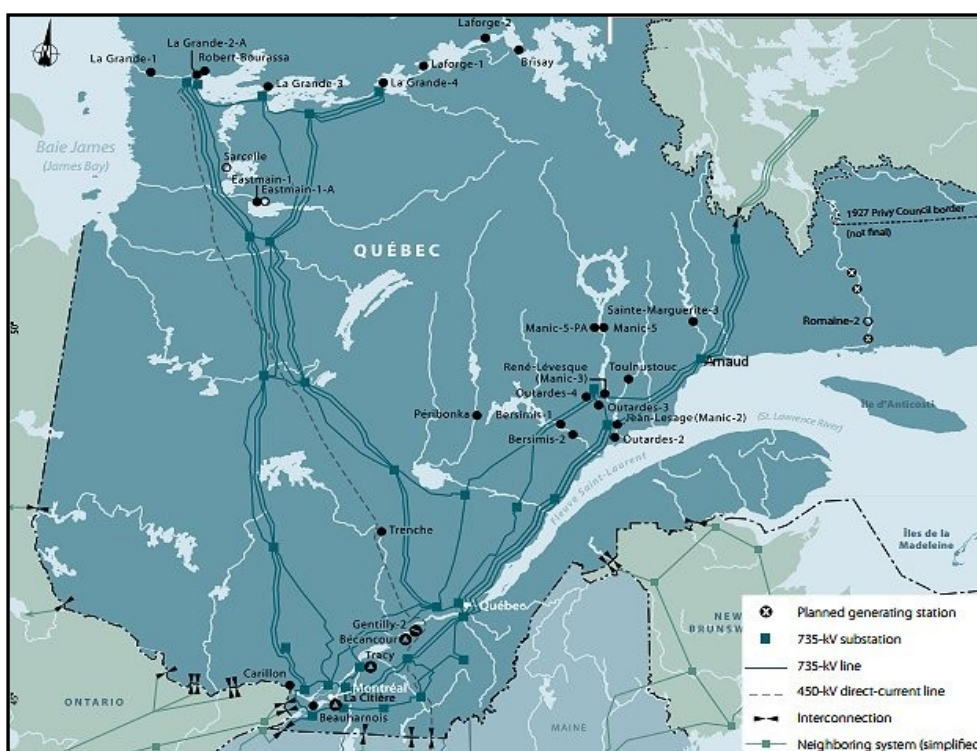 Laforge-2
La Grande-2-A
Robert-Bourassa
La Grande-1
Laforge-1
Brisay
La Grande-3
La Grande-4
Baie James
(James Bay)
Sarcelle
Eastmain-1
Eastmain-1-A
1927 Privy Council border
(not final)
QUÉBEC
50°
Sainte-Marguerite-3
Romaine-2
Manic-5-PA
Manic-5
René-Lévesque
(Manic-3)
Toulnustouc
Arnaud
Outardes-4
Outardes-3
Île d'Anticosti
Péribonka
Bersimis-1
Jean-Lesage (Manic-2)
(St. Lawrence River)
Bersimis-2
Outardes-2
Fleuve Saint-Laurent
Trenche
Îles de la
Madeleine
Québec
Gentilly-2
Bécancour
Tracy
NEW
BRUNSW
Carillon
Montréal
La Citière
45°
ONTARIO
Beauharnois
MAINE
Planned generating station
735-kV substation
735-kV line
450-kV direct-current line
Interconnection
Neighboring system (simplifie